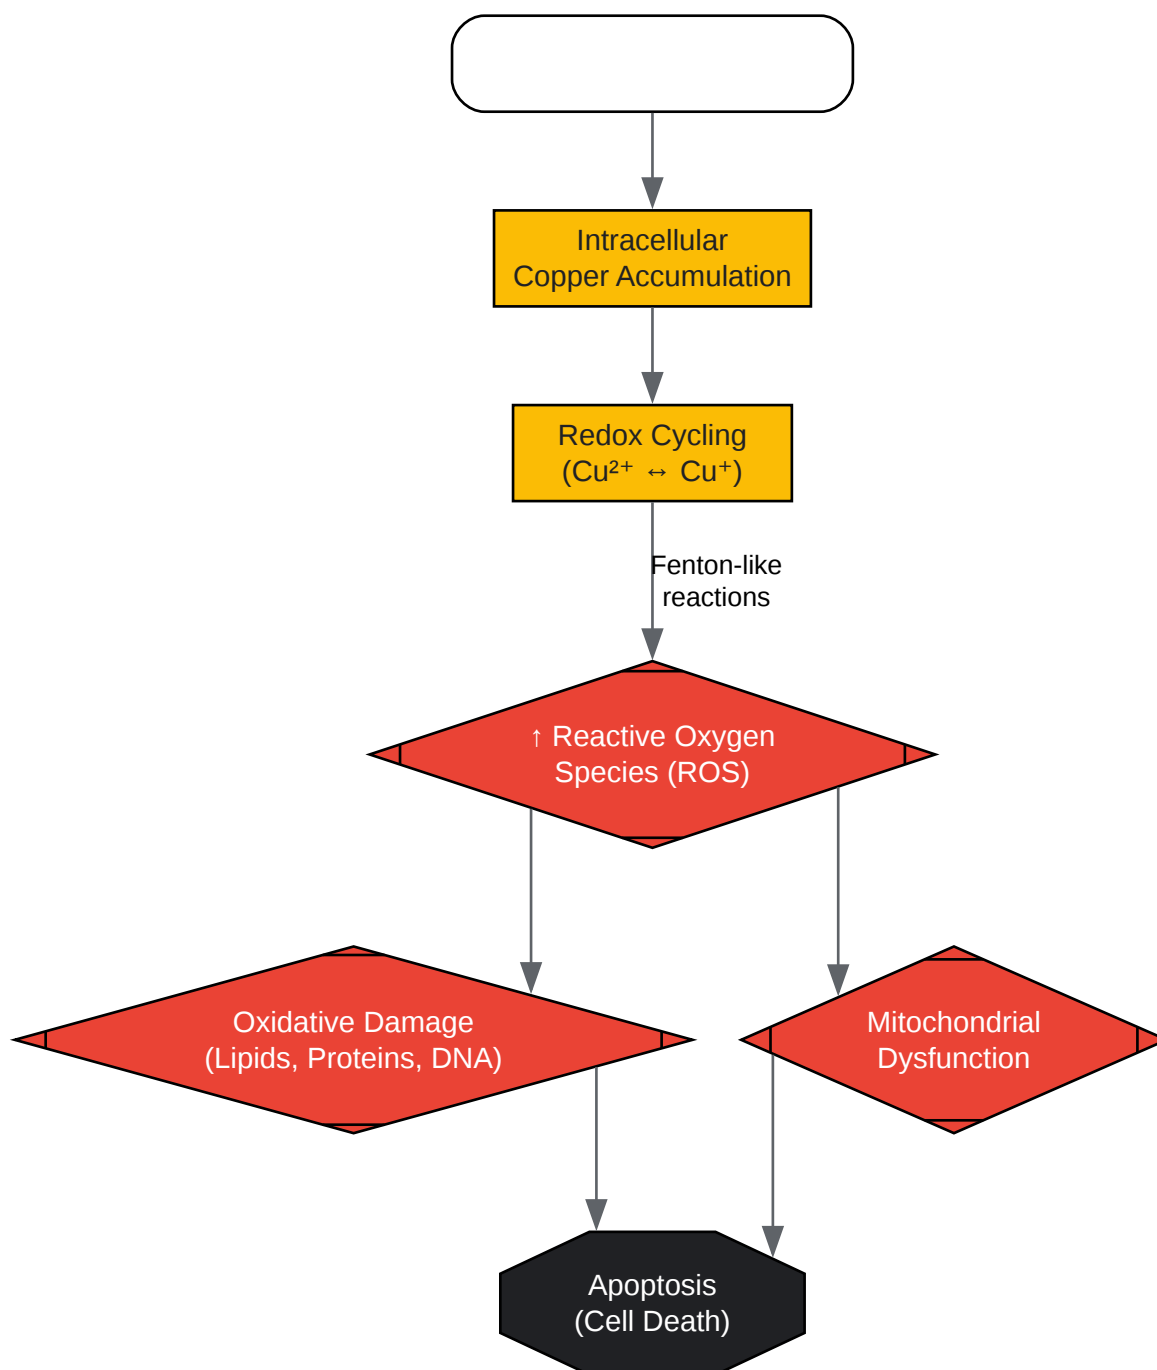 Intracellular
Copper Accumulation
Redox Cycling
(Cu²⁺ ↔ Cu⁺)
Fenton-like
reactions
↑ Reactive Oxygen
Species (ROS)
Oxidative Damage
(Lipids, Proteins, DNA)
Mitochondrial
Dysfunction
Apoptosis
(Cell Death)